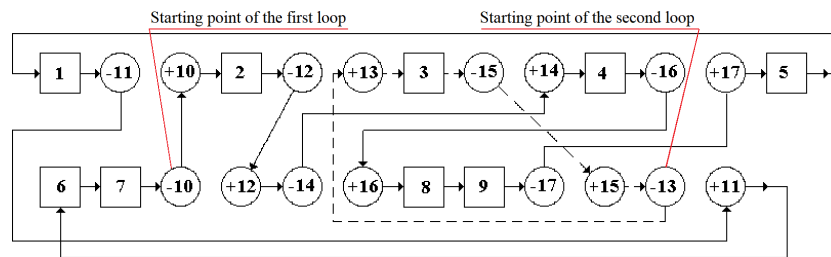 Starting point of the first loop Starting point of the second loop
1 -11 +10 2 -12 +13 3 -15 +14 4 -16 +17 5
6 7 -10 +12 -14 +16 8 9 -17 +15 -13 +11